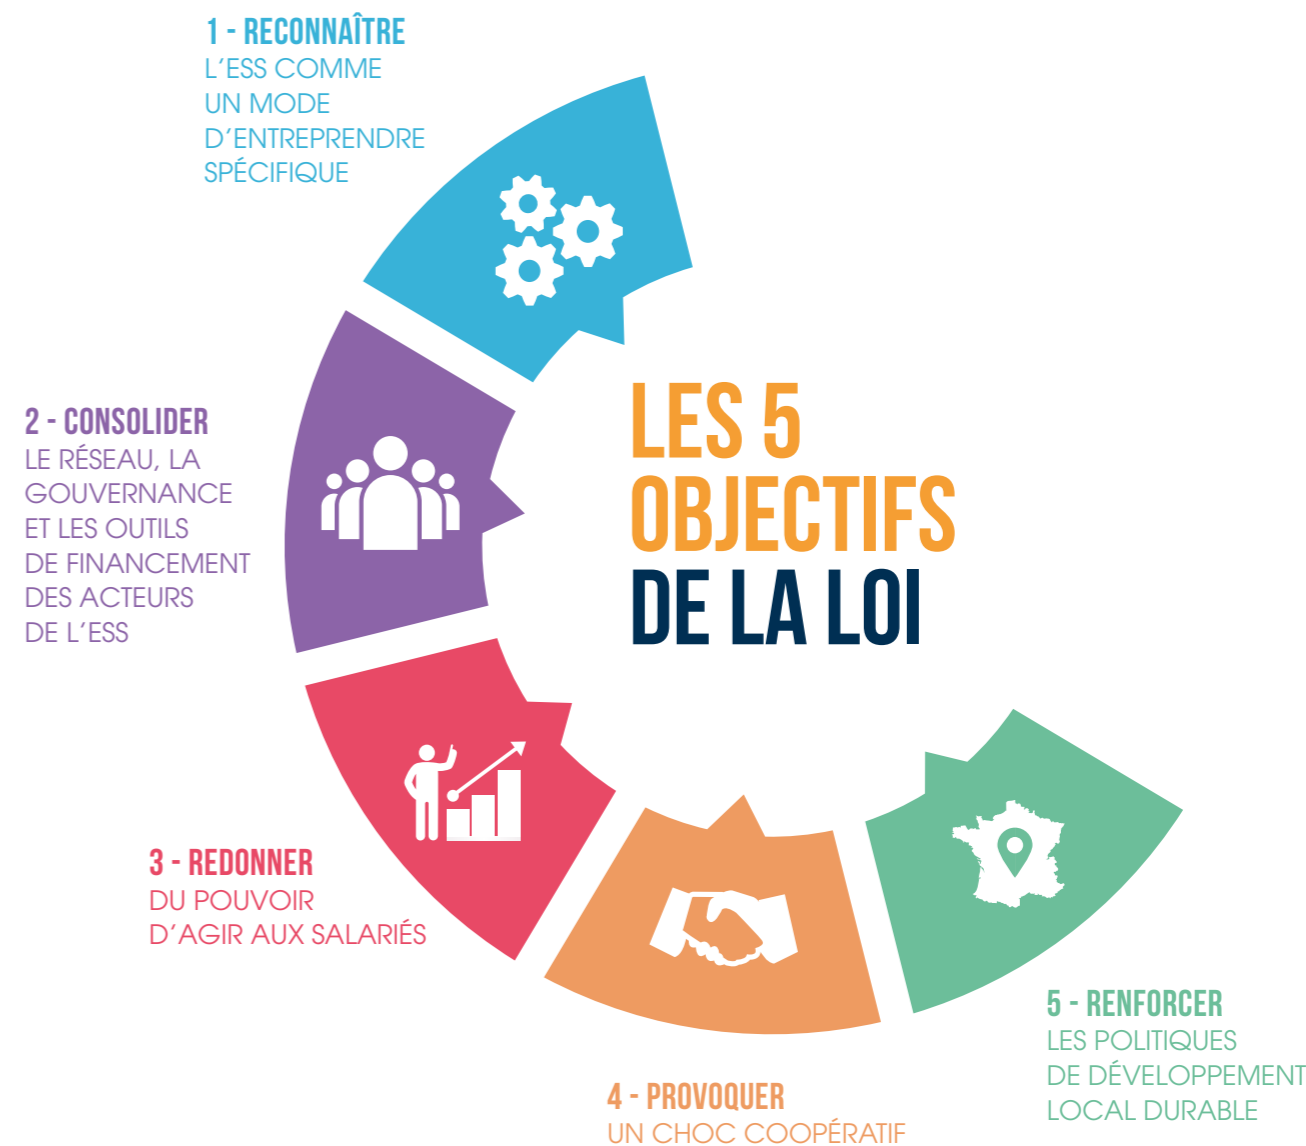 1 - RECONNAÎTRE
L'ESS COMME
UN MODE
D'ENTREPRENDRE
SPÉCIFIQUE
LES 5
OBJECTIFS
DE LA LOI
2 - CONSOLIDER
LE RÉSEAU, LA
GOUVERNANCE
ET LES OUTILS
DE FINANCEMENT
DES ACTEURS
DE L'ESS
3 - REDONNER
DU POUVOIR
D'AGIR AUX SALARIÉS
4 - PROVOQUER
UN CHOC COOPÉRATIF
5 - RENFORCER
LES POLITIQUES
DE DÉVELOPPEMENT
LOCAL DURABLE